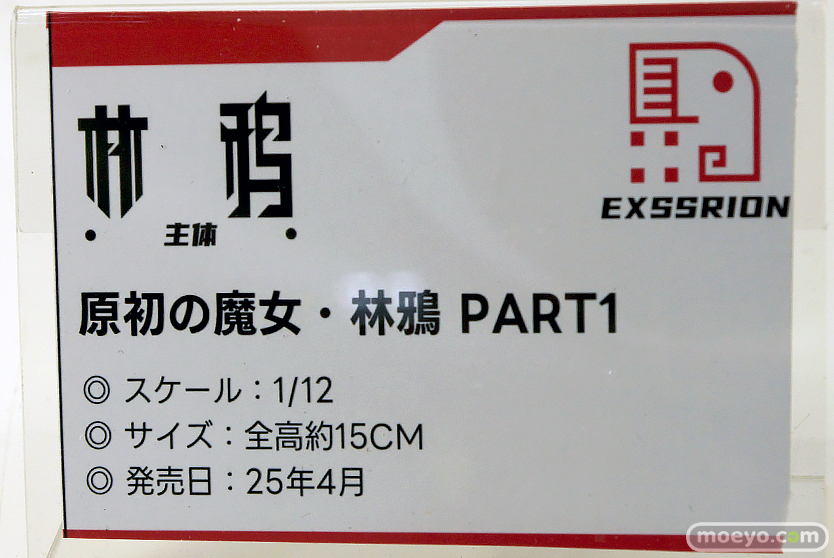 林鴉
主体
EXSSRION
原初の魔女・林鴉 PART1
◎ スケール：1/12
◎ サイズ：全高約15CM
◎ 発売日：25年4月
moeyo.com